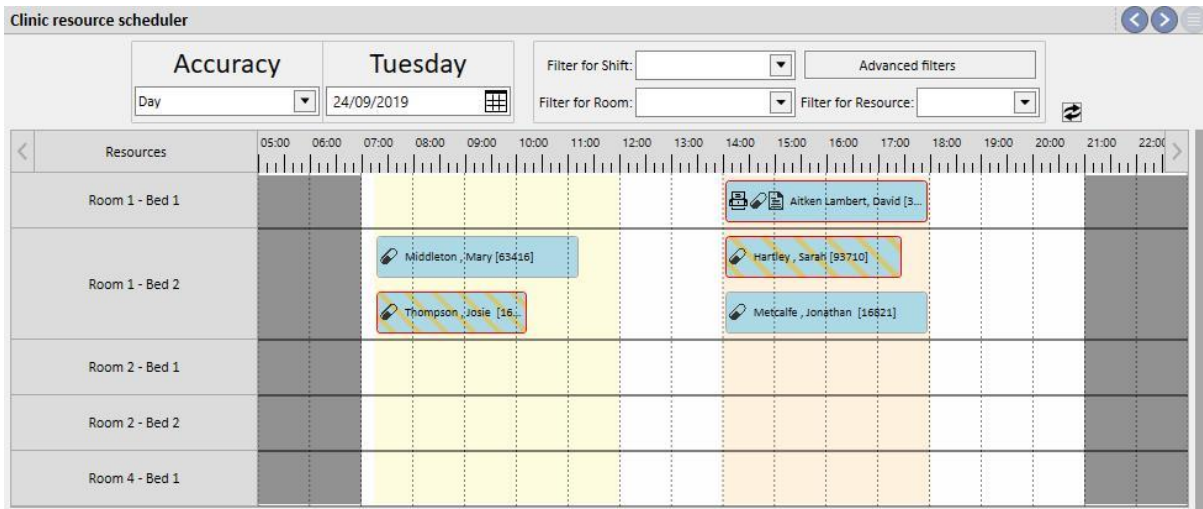 Clinic resource scheduler
Accuracy
Tuesday
Filter for Shift:
Advanced filters
Day
24/09/2019
Filter for Room:
Filter for Resource:
Resources
05:00 06:00 07:00 08:00 09:00 10:00 11:00 12:00 13:00 14:00 15:00 16:00 17:00 18:00 19:00 20:00 21:00 22:00
Room 1 - Bed 1
Aitken Lambert, David [3...
Room 1 - Bed 2
Middleton , Mary [63416]
Hartley , Sarah [93710]
Thompson , Josie [16...
Metcalfe , Jonathan [16821]
Room 2 - Bed 1
Room 2 - Bed 2
Room 4 - Bed 1